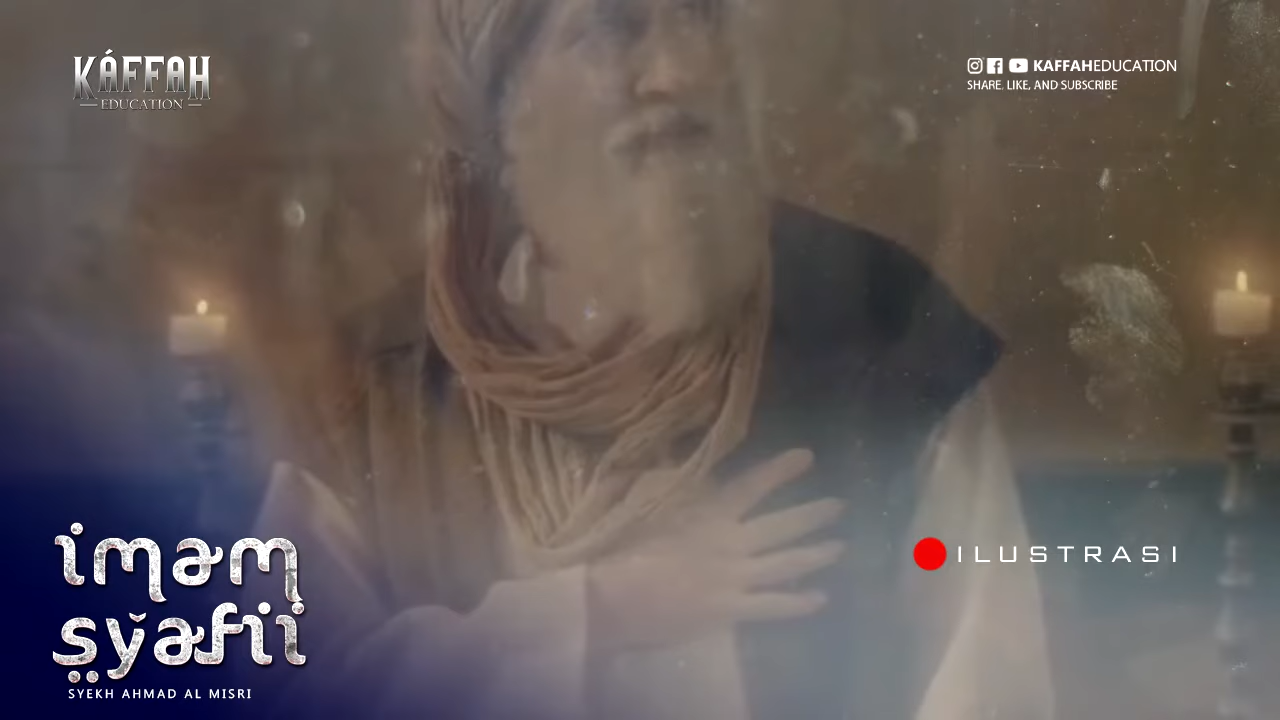 KÁFFAH
EDUCATION
KAFFAHEDUCATION
SHARE, LIKE, AND SUBSCRIBE
ILUSTRASI
imam
syafii
SYEKH AHMAD AL MISRI